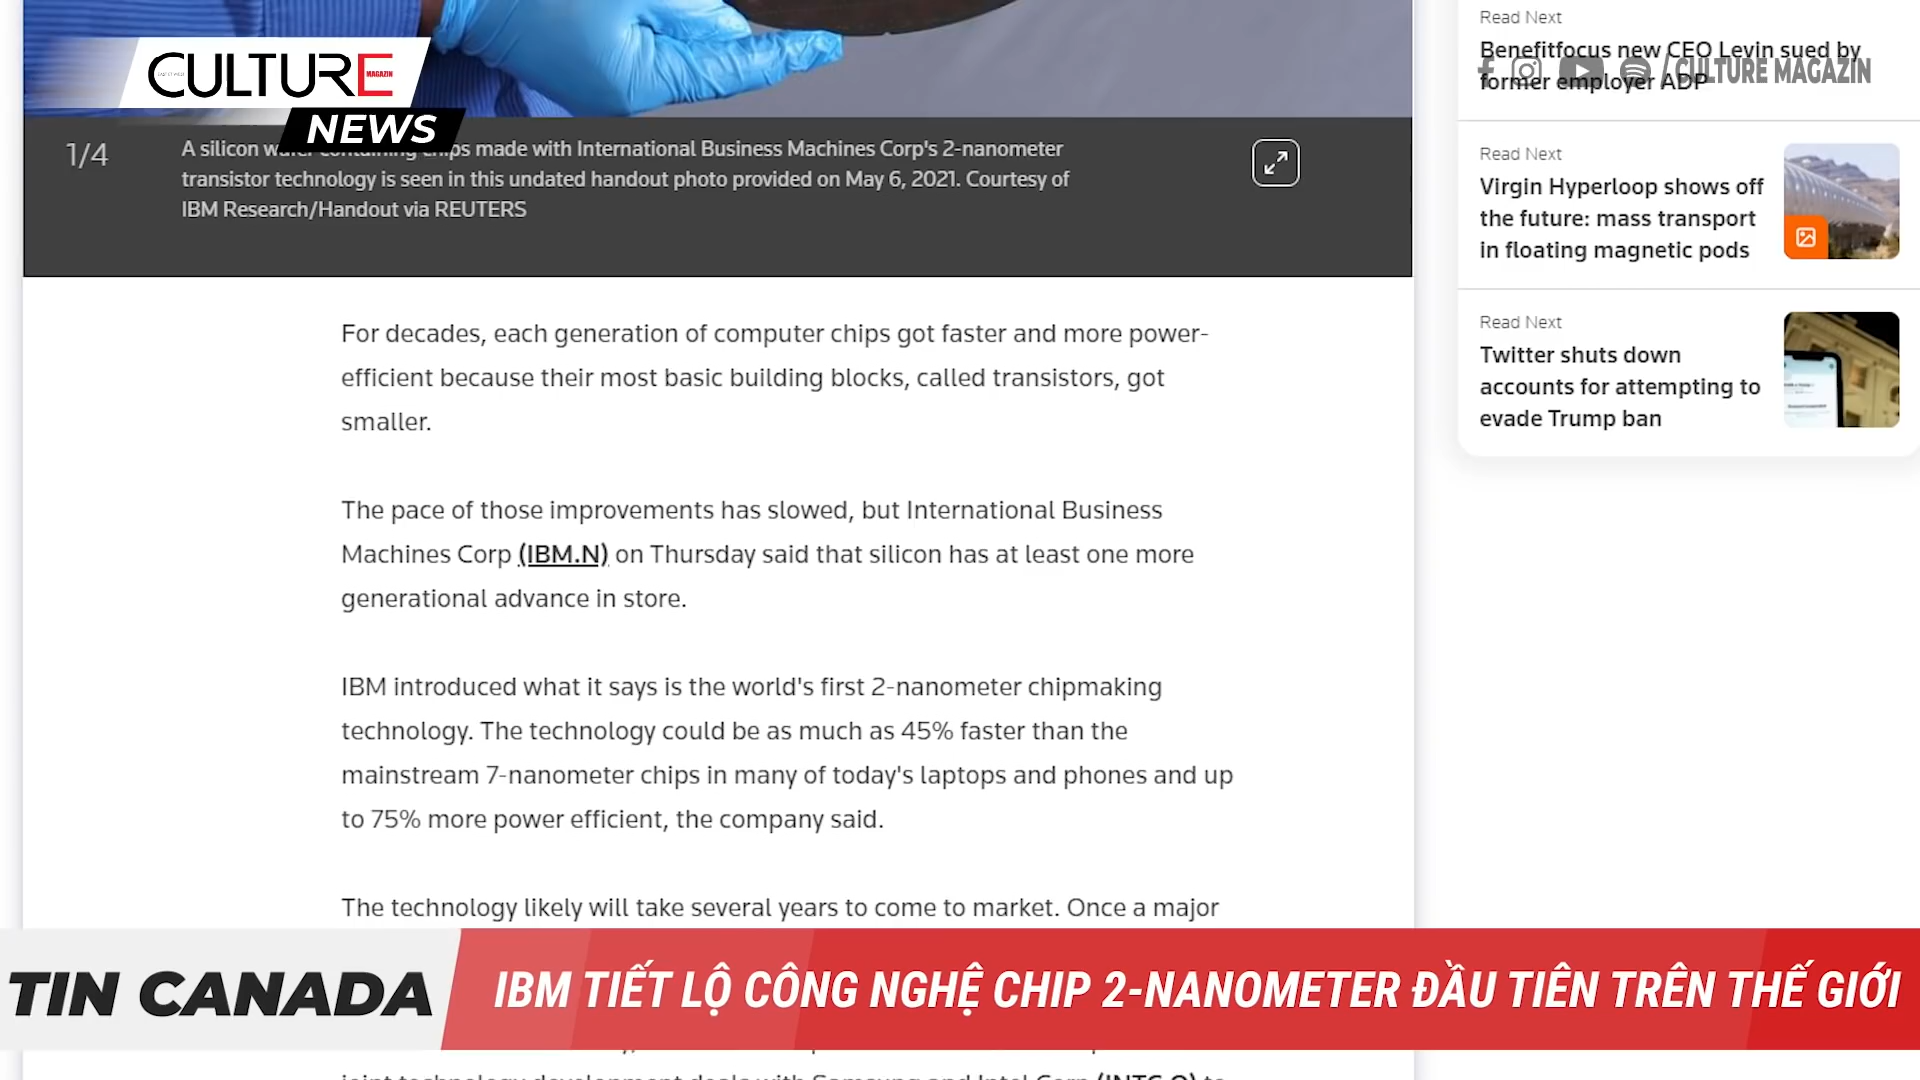 CULTURE
MAGAZIN
NEWS
1/4
A silicon wafer containing chips made with International Business Machines Corp's 2-nanometer
transistor technology is seen in this undated handout photo provided on May 6, 2021. Courtesy of
IBM Research/Handout via REUTERS
For decades, each generation of computer chips got faster and more power-
efficient because their most basic building blocks, called transistors, got
smaller.
The pace of those improvements has slowed, but International Business
Machines Corp (IBM.N) on Thursday said that silicon has at least one more
generational advance in store.
IBM introduced what it says is the world's first 2-nanometer chipmaking
technology. The technology could be as much as 45% faster than the
mainstream 7-nanometer chips in many of today's laptops and phones and up
to 75% more power efficient, the company said.
The technology likely will take several years to come to market. Once a major
joint technology development deals with Samsung and Intel Corp (INTC.O) to
Read Next
Benefitfocus new CEO Levin sued by
former employer ADP
/ CULTURE MAGAZIN
Read Next
Virgin Hyperloop shows off
the future: mass transport
in floating magnetic pods
Read Next
Twitter shuts down
accounts for attempting to
evade Trump ban
TIN CANADA
IBM TIẾT LỘ CÔNG NGHỆ CHIP 2-NANOMETER ĐẦU TIÊN TRÊN THẾ GIỚI